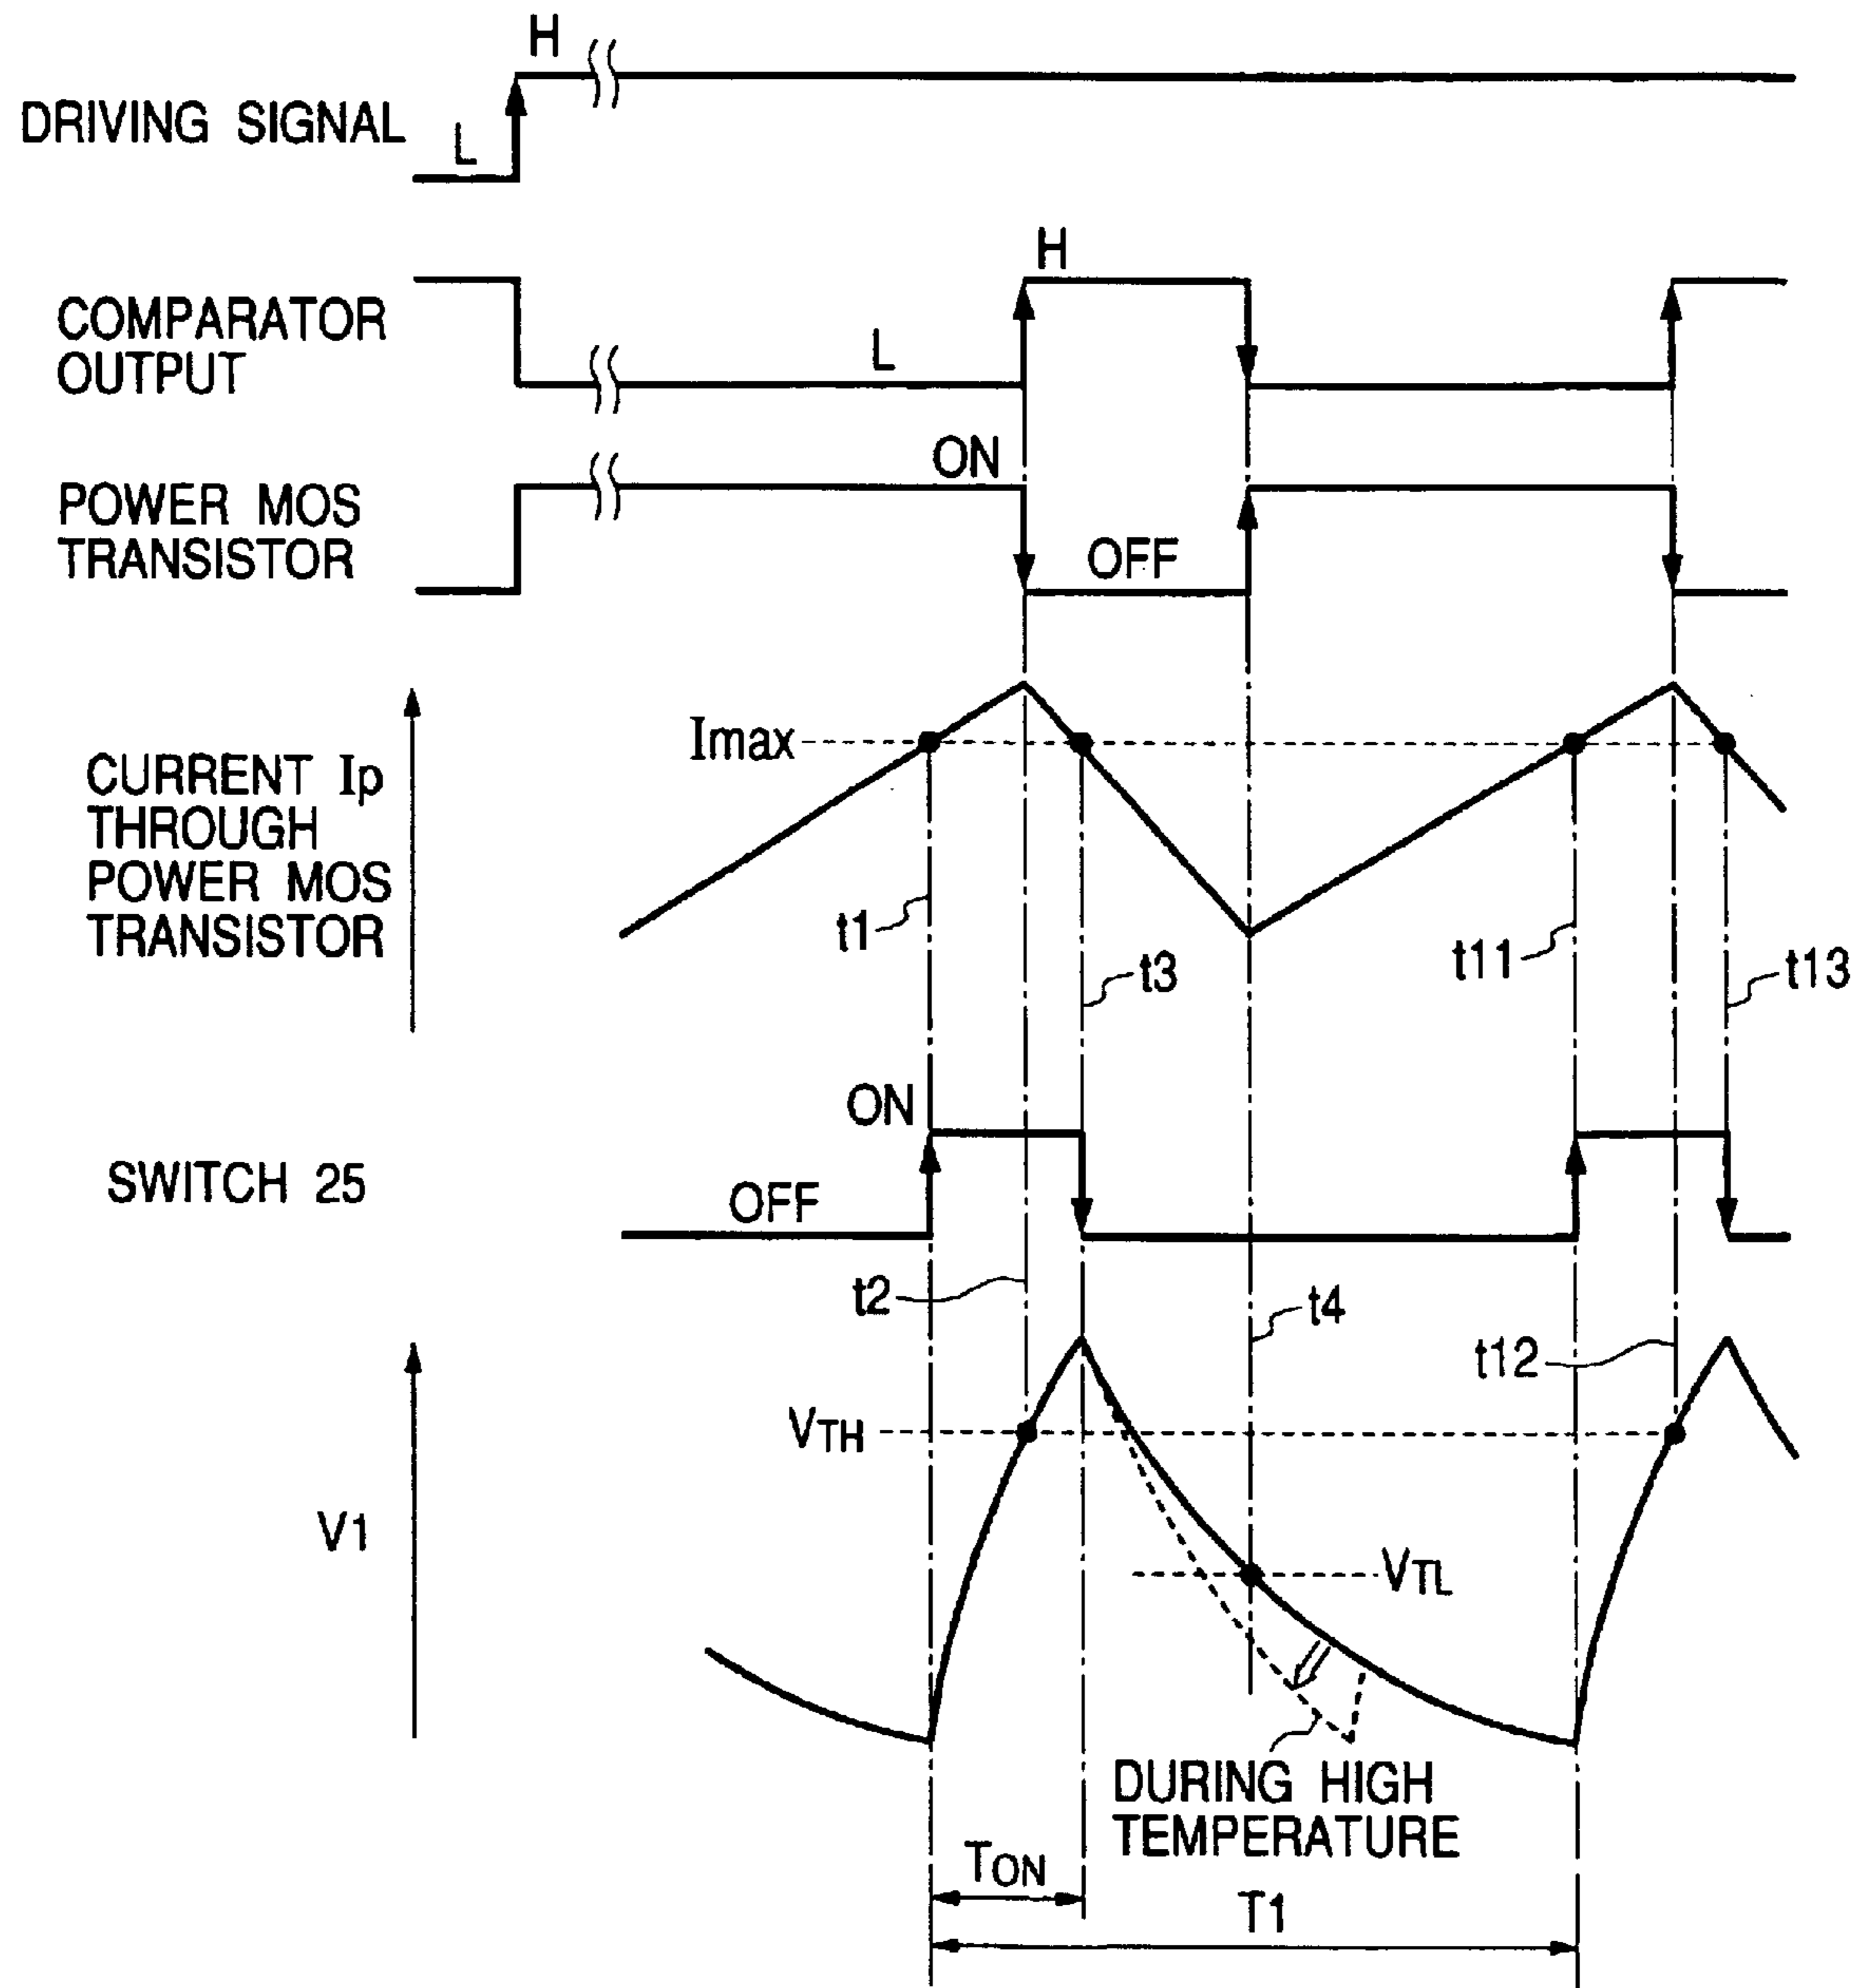 H
DRIVING SIGNAL
L
H
COMPARATOR
OUTPUT
L
ON
POWER MOS
TRANSISTOR
OFF
Imax
CURRENT Ip
THROUGH
POWER MOS
TRANSISTOR
t1
t3
t11
t13
ON
SWITCH 25
OFF
t2
t4
t12
VTH
V1
VTL
DURING HIGH
TEMPERATURE
TON
T1